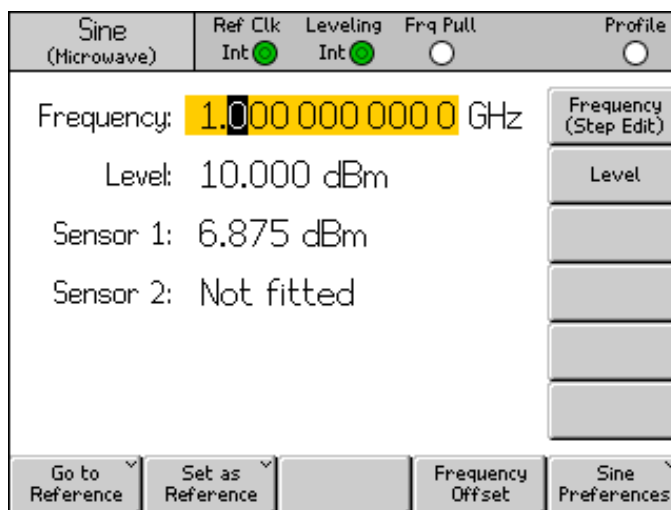 Sine
(Microwave)
Ref Clk
Int
Leveling
Int
Frq Pull
Profile
Frequency: 1.000 000 000 0 GHz
Frequency
(Step Edit)
Level: 10.000 dBm
Level
Sensor 1: 6.875 dBm
Sensor 2: Not fitted
Go to
Reference
Set as
Reference
Frequency
Offset
Sine
Preferences